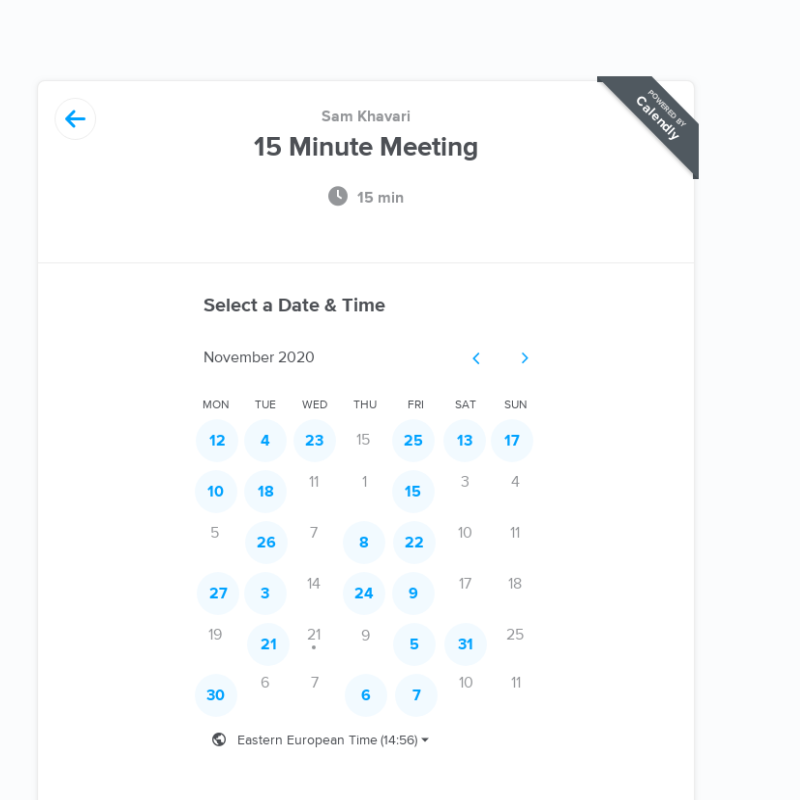 POWERED BY
Calendly
Sam Khavari
15 Minute Meeting
15 min
Select a Date & Time
November 2020
MON TUE WED THU FRI SAT SUN
12 4 23 15 25 13 17
10 18 11 1 15 3 4
5 26 7 8 22 10 11
27 3 14 24 9 17 18
19 21 21 9 5 31 25
30 6 7 6 7 10 11
Eastern European Time (14:56)